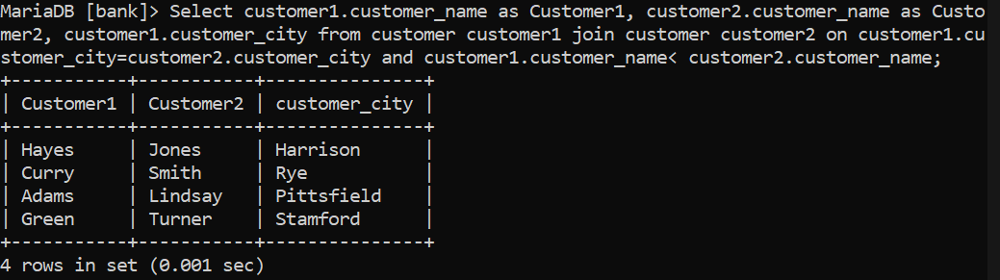 MariaDB [bank]> Select customer1.customer_name as Customer1, customer2.customer_name as Custo
mer2, customer1.customer_city from customer customer1 join customer customer2 on customer1.cu
stomer_city=customer2.customer_city and customer1.customer_name< customer2.customer_name;
+-----------+-----------+---------------+
| Customer1 | Customer2 | customer_city |
+-----------+-----------+---------------+
| Hayes     | Jones     | Harrison      |
| Curry     | Smith     | Rye           |
| Adams     | Lindsay   | Pittsfield    |
| Green     | Turner    | Stamford      |
+-----------+-----------+---------------+
4 rows in set (0.001 sec)